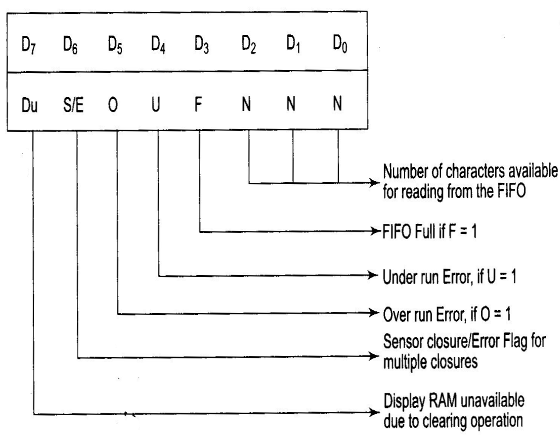 D7 D6 D5 D4 D3 D2 D1 D0
Du S/E O U F N N N
Number of characters available
for reading from the FIFO
FIFO Full if F = 1
Under run Error, if U = 1
Over run Error, if O = 1
Sensor closure/Error Flag for
multiple closures
Display RAM unavailable
due to clearing operation